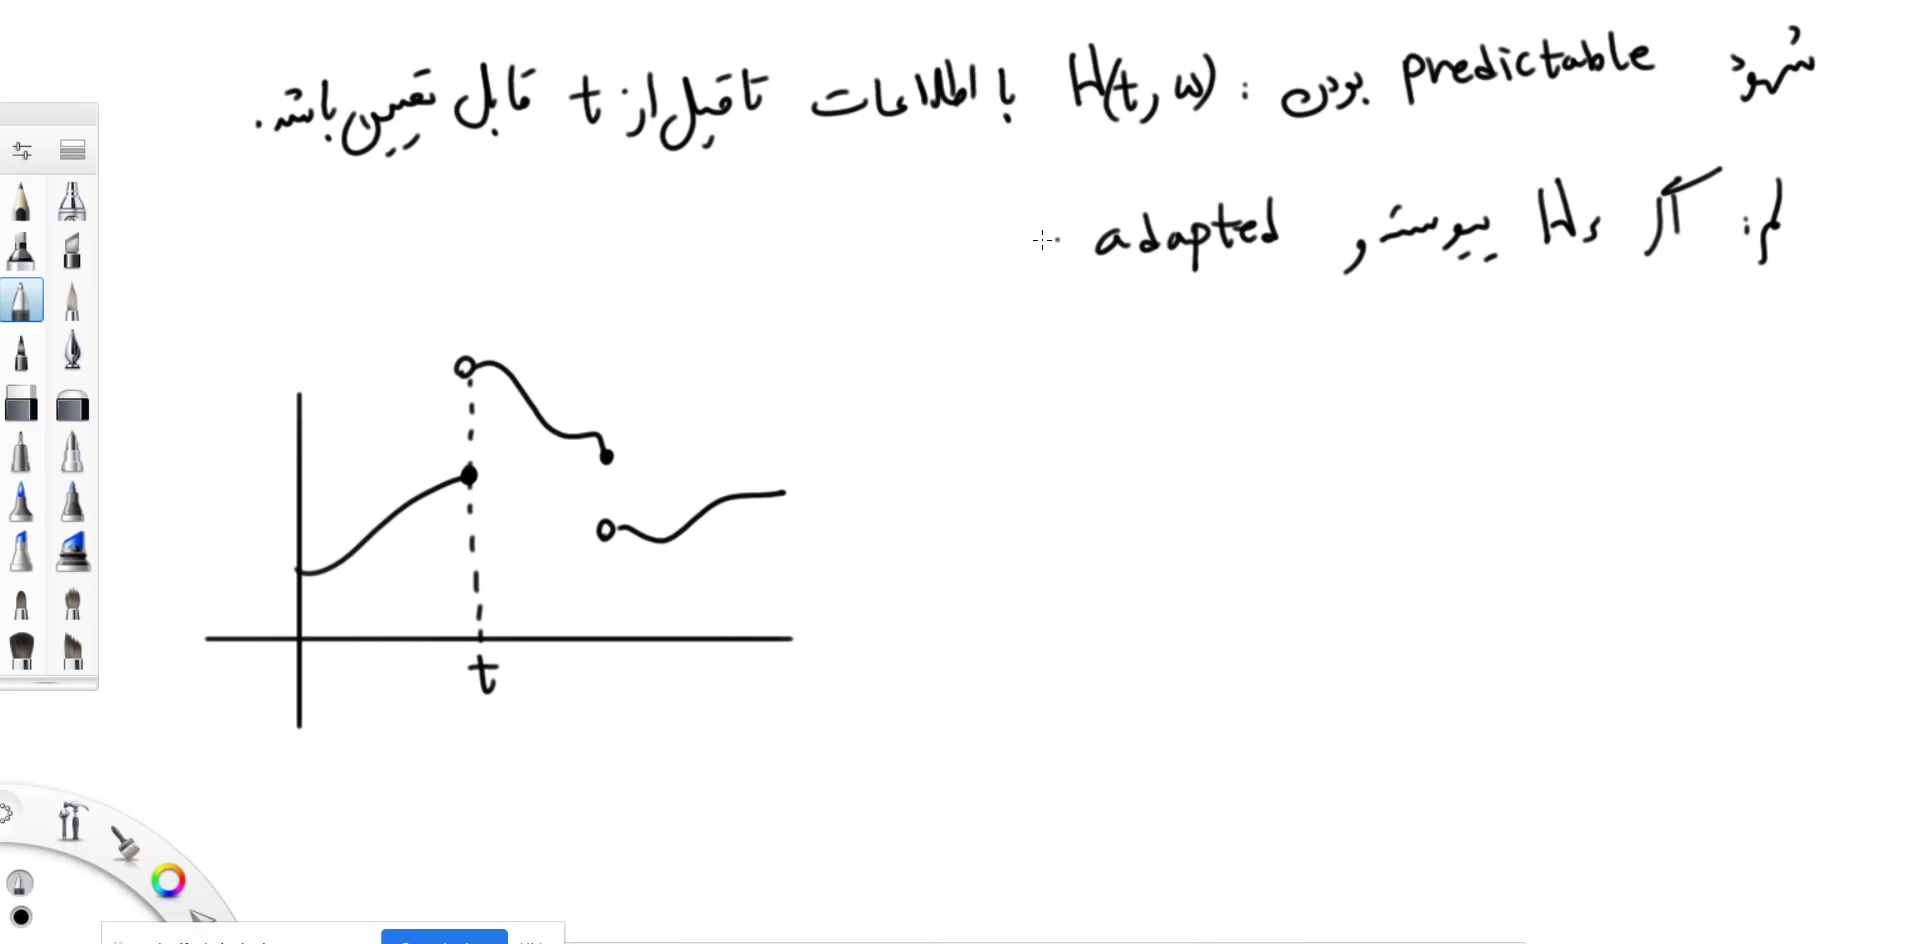 شهود predictable بودن: H(t, ω) با اطلاعات تا قبل از t قابل تعیین باشد.
لم: اگر Hs پیوسته و adapted
t